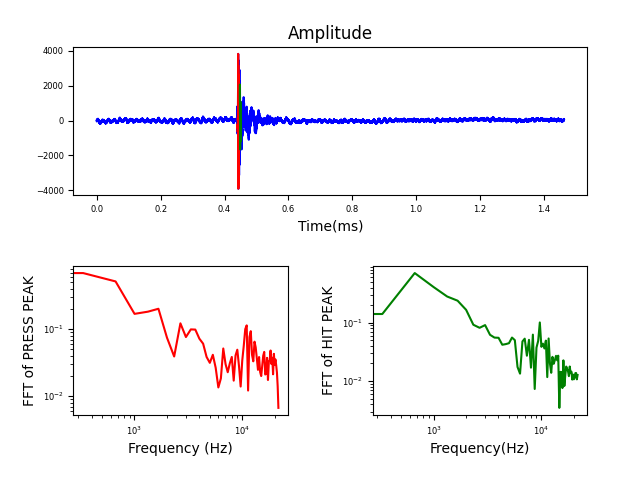 Amplitude
4000
2000
0
−2000
−4000
0.0 0.2 0.4 0.6 0.8 1.0 1.2 1.4
Time(ms)
FFT of PRESS PEAK
10⁻¹
10⁻²
10³ 10⁴
Frequency (Hz)
FFT of HIT PEAK
10⁻¹
10⁻²
10³ 10⁴
Frequency(Hz)